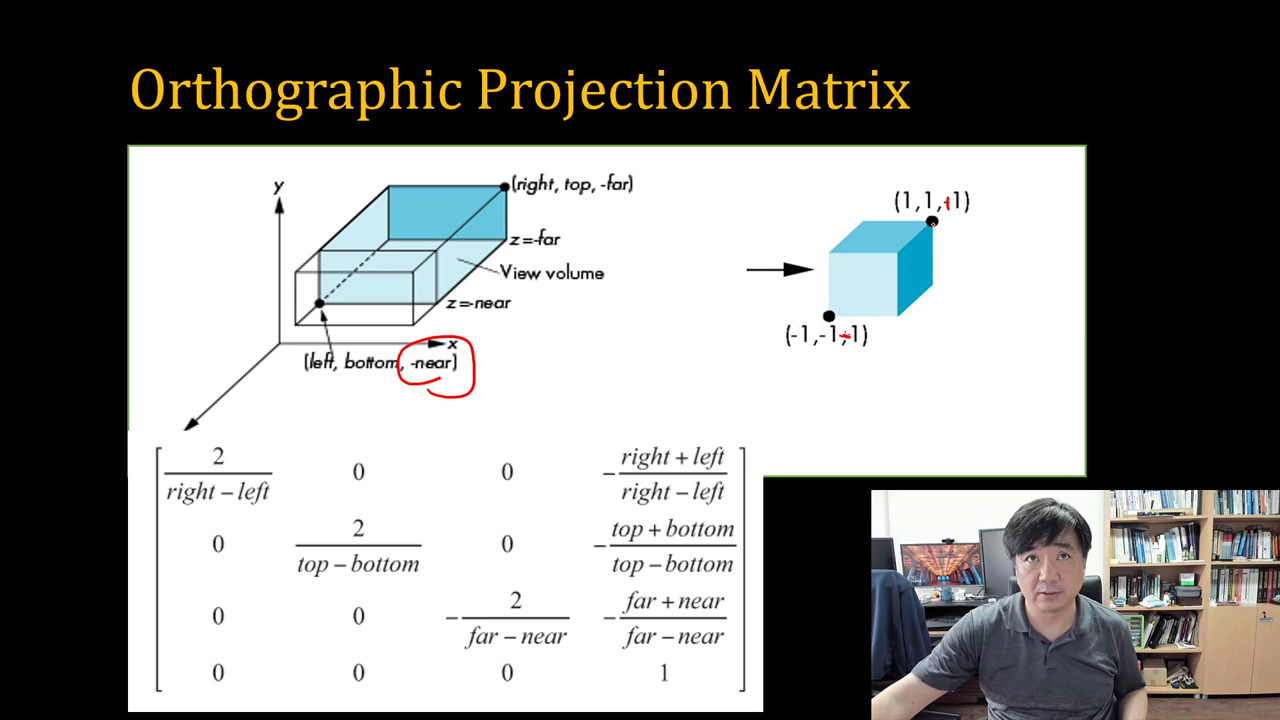 Orthographic Projection Matrix
y
(right, top, -far)
z=-far
View volume
z=-near
x
(left, bottom, -near)
(1,1,+1)
(-1,-1,-1)
2 / right − left 0 0 − right + left / right − left
0 2 / top − bottom 0 − top + bottom / top − bottom
0 0 − 2 / far − near − far + near / far − near
0 0 0 1